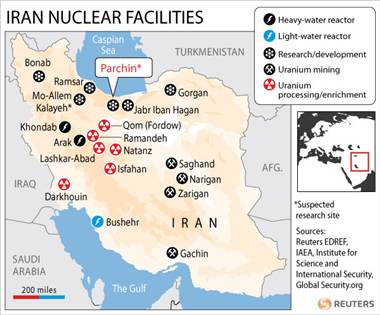 IRAN NUCLEAR FACILITIES
Caspian
Sea
TURKMENISTAN
Bonab
Ramsar
Parchin*
Mo-Allem
Kalayeh*
Gorgan
Jabr Iban Hagan
Khondab
Qom (Fordow)
Arak
Ramandeh
Lashkar-Abad
Natanz
Isfahan
Saghand
Narigan
Zarigan
AFG.
IRAQ
Darkhouin
Bushehr
IRAN
Gachin
SAUDI
ARABIA
The Gulf
200 miles
Heavy-water reactor
Light-water reactor
Research/development
Uranium mining
Uranium
processing/enrichment
*Suspected
research site
Sources:
Reuters EDREF,
IAEA, Institute for
Science and
International Security,
Global Security.org
REUTERS